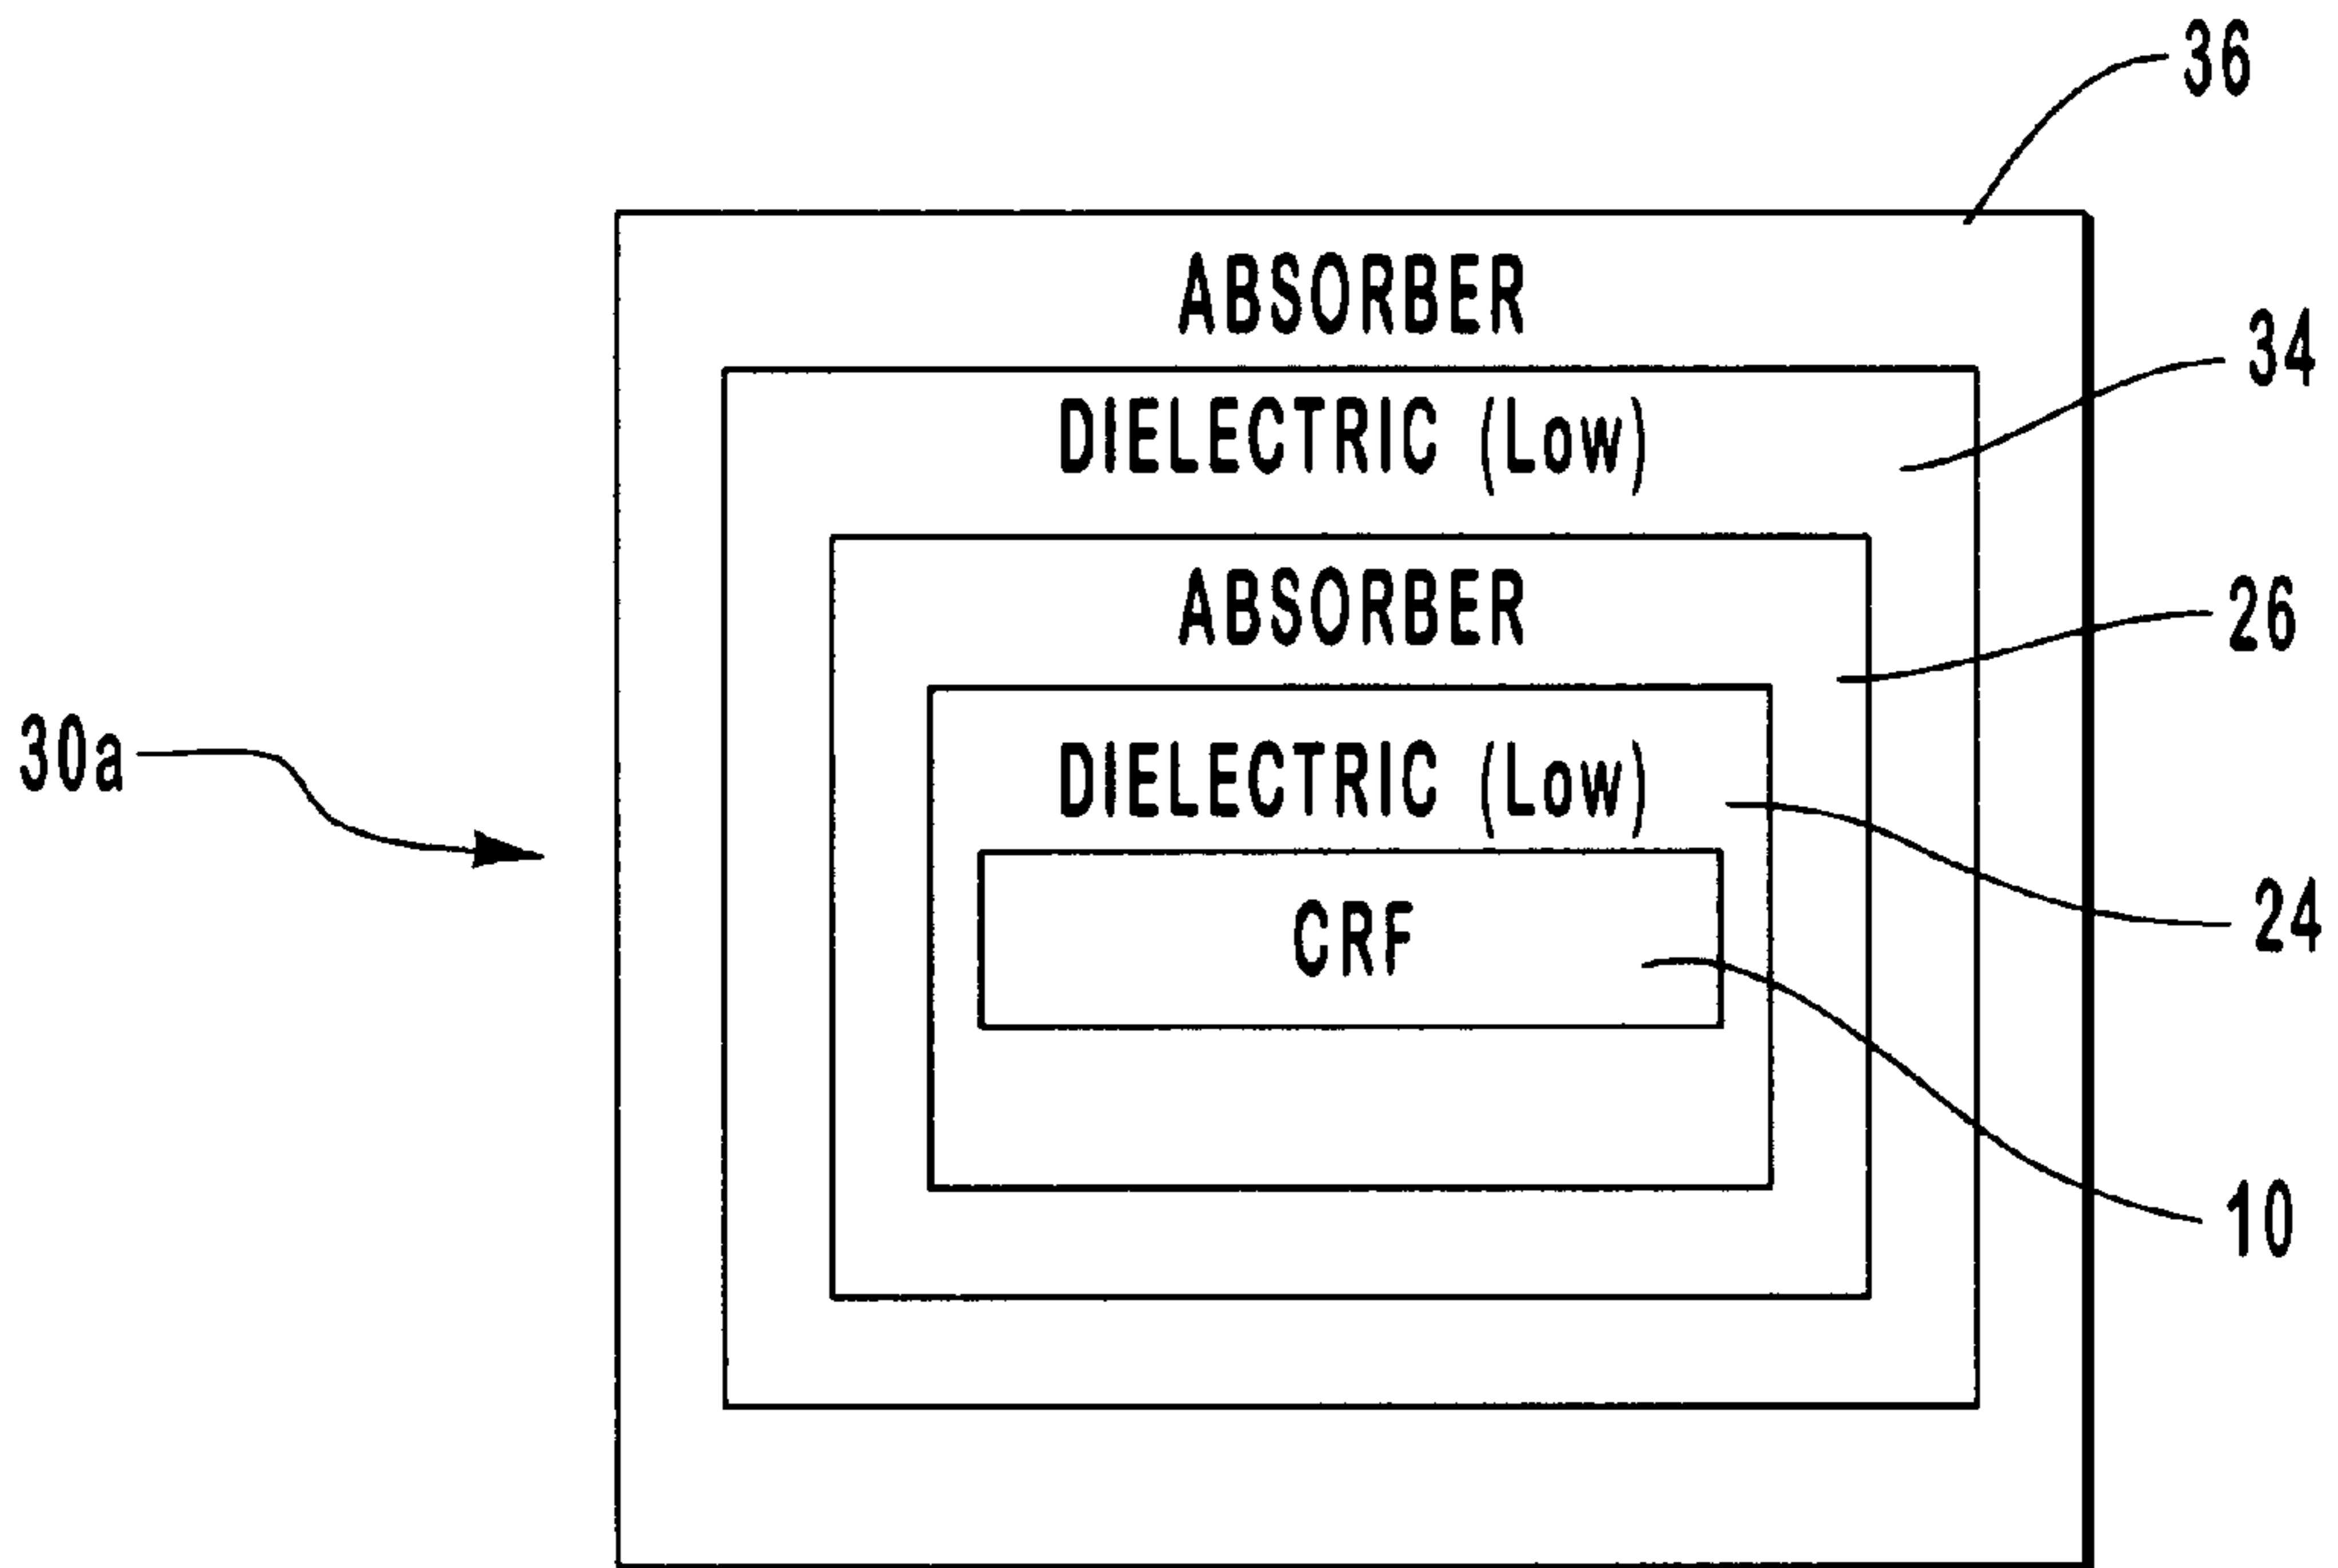 36
ABSORBER
34
DIELECTRIC (Low)
26
ABSORBER
30a
DIELECTRIC (Low)
24
CRF
10